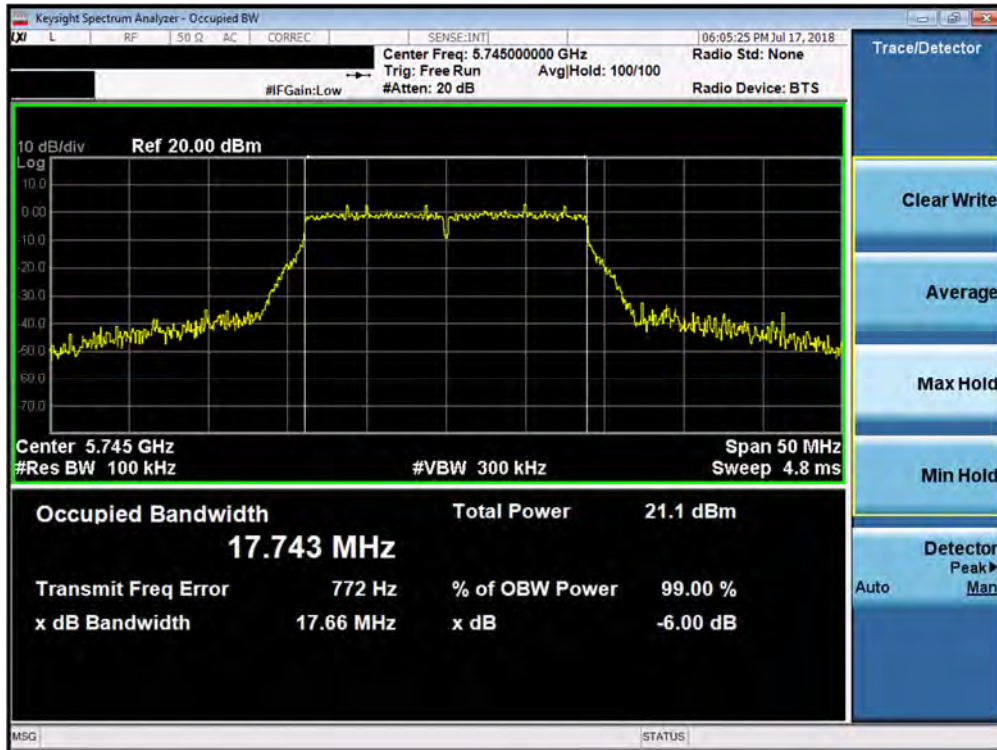 Keysight Spectrum Analyzer - Occupied BW
LXI L RF 50 Ω AC CORREC SENSE:INT 06:05:25 PM Jul 17, 2018
Center Freq: 5.745000000 GHz Radio Std: None
Trig: Free Run Avg|Hold: 100/100
#IFGain:Low #Atten: 20 dB Radio Device: BTS
10 dB/div Ref 20.00 dBm
Log
10.0
0.00
-10.0
-20.0
-30.0
-40.0
-50.0
-60.0
-70.0
Center 5.745 GHz Span 50 MHz
#Res BW 100 kHz #VBW 300 kHz Sweep 4.8 ms
Occupied Bandwidth Total Power 21.1 dBm
17.743 MHz
Transmit Freq Error 772 Hz % of OBW Power 99.00 %
x dB Bandwidth 17.66 MHz x dB -6.00 dB
MSG STATUS
Trace/Detector
Clear Write
Average
Max Hold
Min Hold
Detector
Peak▶
Auto Man